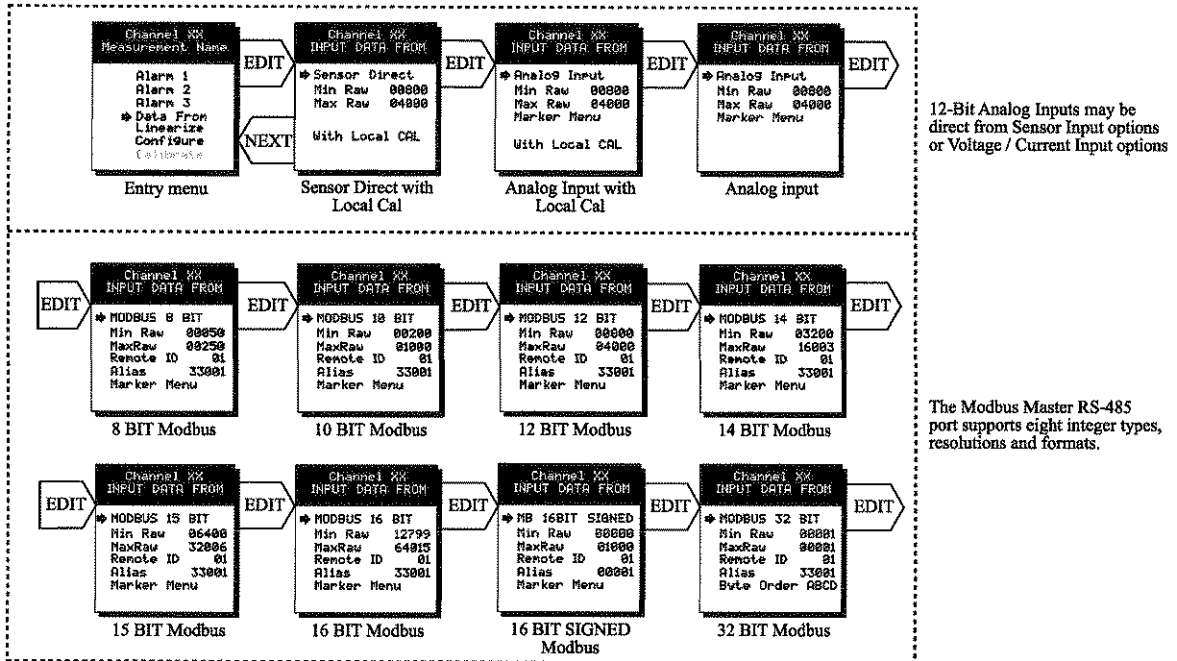 Channel XX
Measurement Name
Alarm 1
Alarm 2
Alarm 3
Data From
Linearize
Configure
Calibrate
Entry menu
EDIT
NEXT
Channel XX
INPUT DATA FROM
Sensor Direct
Min Raw 00800
Max Raw 04000
With Local CAL
Sensor Direct with
Local Cal
EDIT
Channel XX
INPUT DATA FROM
Analog Input
Min Raw 00800
Max Raw 04000
Marker Menu
With Local CAL
Analog Input with
Local Cal
EDIT
Channel XX
INPUT DATA FROM
Analog Input
Min Raw 00800
Max Raw 04000
Marker Menu
Analog input
EDIT
12-Bit Analog Inputs may be
direct from Sensor Input options
or Voltage / Current Input options
EDIT
Channel XX
INPUT DATA FROM
MODBUS 8 BIT
Min Raw 00050
MaxRaw 00250
Remote ID 01
Alias 33001
Marker Menu
8 BIT Modbus
EDIT
Channel XX
INPUT DATA FROM
MODBUS 10 BIT
Min Raw 00200
MaxRaw 01000
Remote ID 01
Alias 33001
Marker Menu
10 BIT Modbus
EDIT
Channel XX
INPUT DATA FROM
MODBUS 12 BIT
Min Raw 00800
MaxRaw 04000
Remote ID 01
Alias 33001
Marker Menu
12 BIT Modbus
EDIT
Channel XX
INPUT DATA FROM
MODBUS 14 BIT
Min Raw 03200
MaxRaw 16003
Remote ID 01
Alias 33001
Marker Menu
14 BIT Modbus
EDIT
The Modbus Master RS-485
port supports eight integer types,
resolutions and formats.
EDIT
Channel XX
INPUT DATA FROM
MODBUS 15 BIT
Min Raw 06400
MaxRaw 32006
Remote ID 01
Alias 33001
Marker Menu
15 BIT Modbus
EDIT
Channel XX
INPUT DATA FROM
MODBUS 16 BIT
Min Raw 12799
MaxRaw 64015
Remote ID 01
Alias 33001
Marker Menu
16 BIT Modbus
EDIT
Channel XX
INPUT DATA FROM
MB 16BIT SIGNED
Min Raw 00000
MaxRaw 01000
Remote ID 01
Alias 00001
Marker Menu
16 BIT SIGNED
Modbus
EDIT
Channel XX
INPUT DATA FROM
MODBUS 32 BIT
Min Raw 00001
MaxRaw 00001
Remote ID 01
Alias 33001
Byte Order ABCD
32 BIT Modbus
EDIT